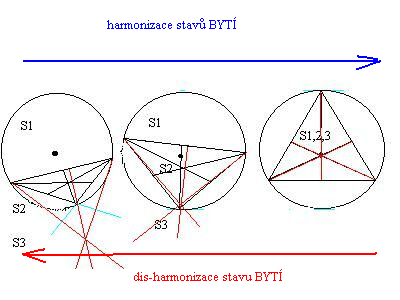 harmonizace stavů BYTÍ
S1
S1
S1,2,3
S2
S2
S3
S3
dis-harmonizace stavu BYTÍ